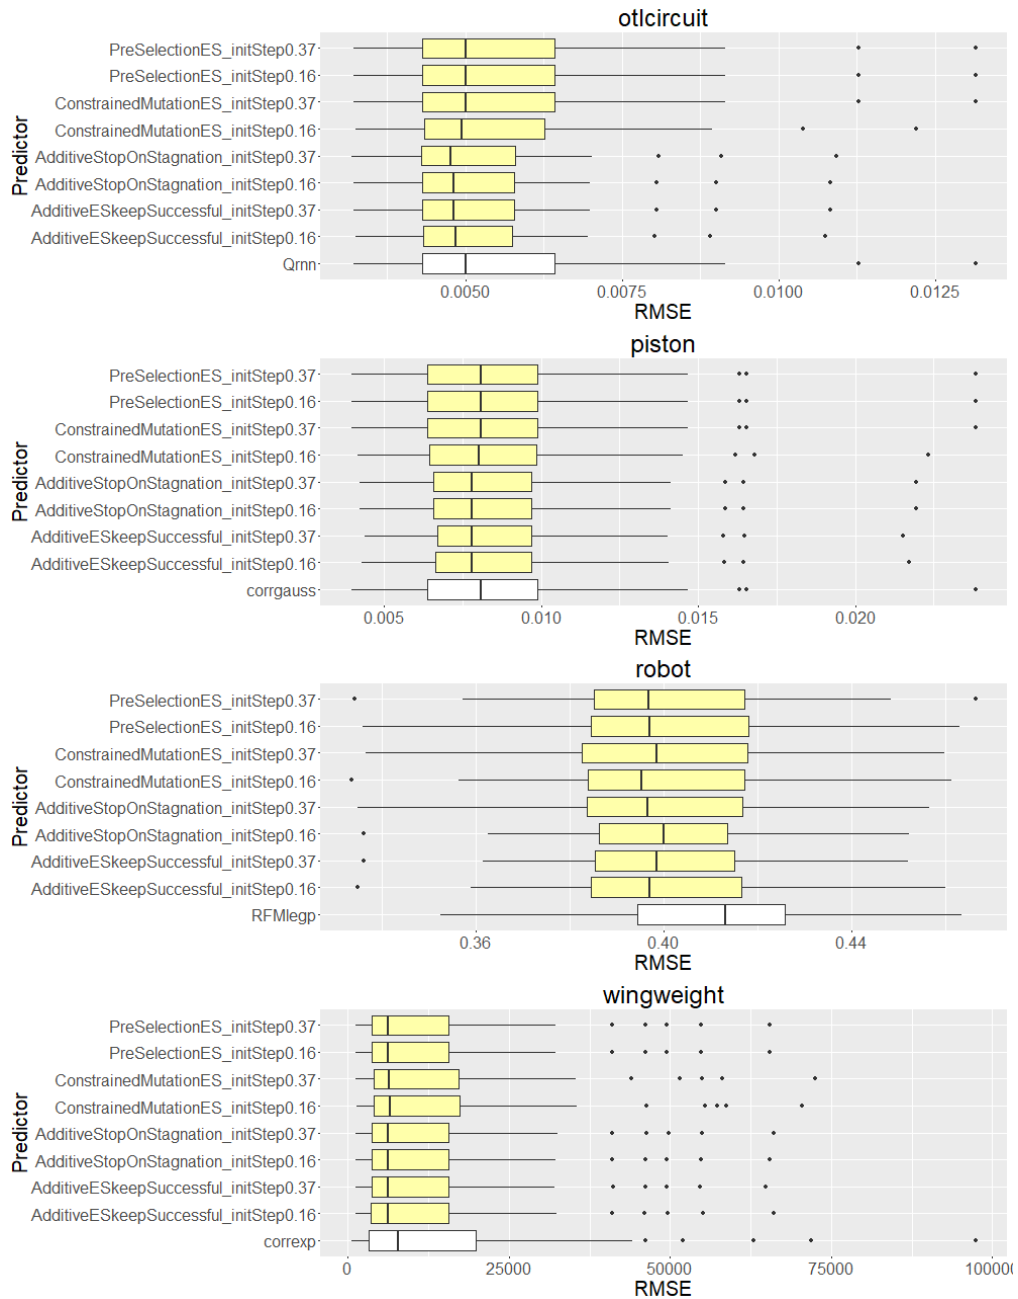 otlcircuit
PreSelectionES_initStep0.37
PreSelectionES_initStep0.16
ConstrainedMutationES_initStep0.37
ConstrainedMutationES_initStep0.16
AdditiveStopOnStagnation_initStep0.37
AdditiveStopOnStagnation_initStep0.16
AdditiveESkeepSuccessful_initStep0.37
AdditiveESkeepSuccessful_initStep0.16
Qrnn
Predictor
0.0050 0.0075 0.0100 0.0125
RMSE
piston
PreSelectionES_initStep0.37
PreSelectionES_initStep0.16
ConstrainedMutationES_initStep0.37
ConstrainedMutationES_initStep0.16
AdditiveStopOnStagnation_initStep0.37
AdditiveStopOnStagnation_initStep0.16
AdditiveESkeepSuccessful_initStep0.37
AdditiveESkeepSuccessful_initStep0.16
corrgauss
Predictor
0.005 0.010 0.015 0.020
RMSE
robot
PreSelectionES_initStep0.37
PreSelectionES_initStep0.16
ConstrainedMutationES_initStep0.37
ConstrainedMutationES_initStep0.16
AdditiveStopOnStagnation_initStep0.37
AdditiveStopOnStagnation_initStep0.16
AdditiveESkeepSuccessful_initStep0.37
AdditiveESkeepSuccessful_initStep0.16
RFMlegp
Predictor
0.36 0.40 0.44
RMSE
wingweight
PreSelectionES_initStep0.37
PreSelectionES_initStep0.16
ConstrainedMutationES_initStep0.37
ConstrainedMutationES_initStep0.16
AdditiveStopOnStagnation_initStep0.37
AdditiveStopOnStagnation_initStep0.16
AdditiveESkeepSuccessful_initStep0.37
AdditiveESkeepSuccessful_initStep0.16
correxp
Predictor
0 25000 50000 75000 100000
RMSE